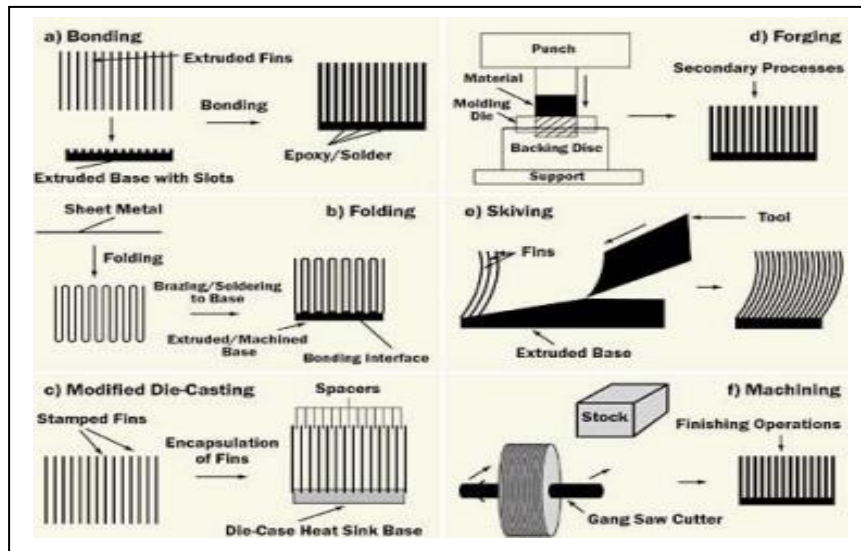 a) Bonding
Extruded Fins
Bonding
Epoxy/Solder
Extruded Base with Slots
Sheet Metal
b) Folding
Folding
Brazing/Soldering
to Base
Extruded/Machined
Base
Bonding Interface
c) Modified Die-Casting
Spacers
Stamped Fins
Encapsulation
of Fins
Die-Case Heat Sink Base
d) Forging
Punch
Material
Secondary Processes
Molding
Die
Backing Disc
Support
e) Skiving
Tool
Fins
Extruded Base
f) Machining
Stock
Finishing Operations
Gang Saw Cutter